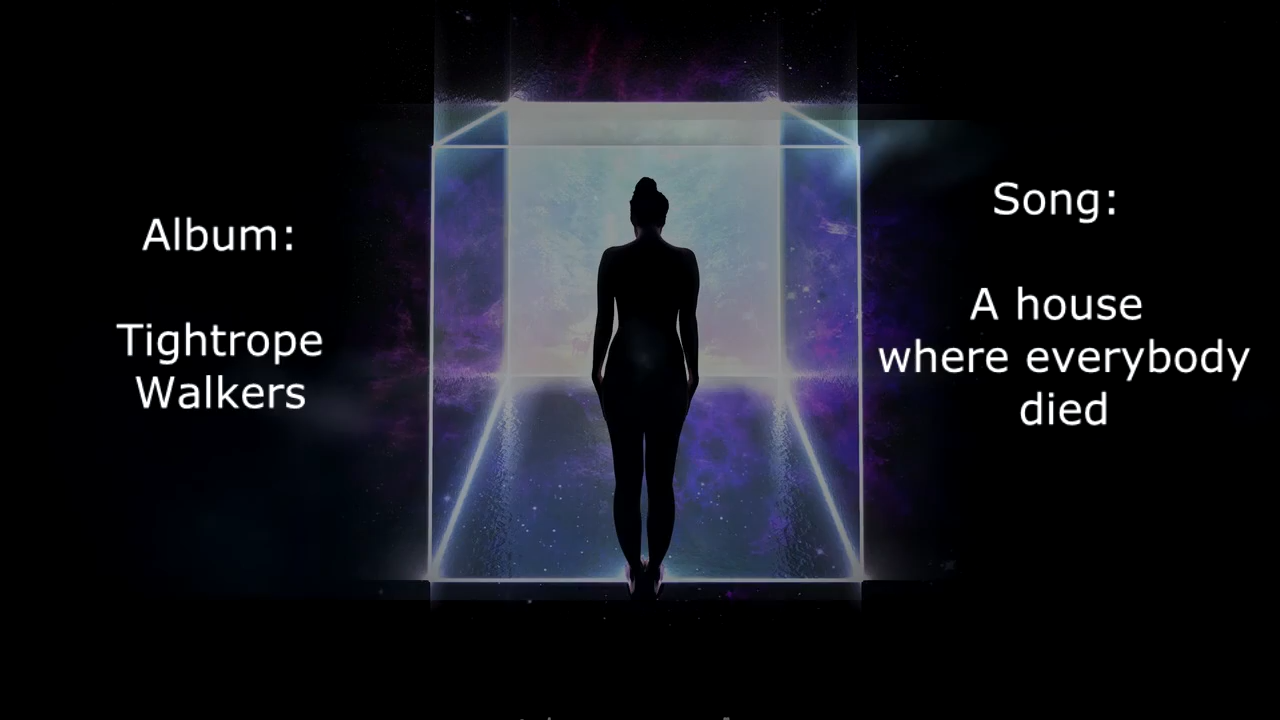 Album:
Tightrope
Walkers
Song:
A house
where everybody
died